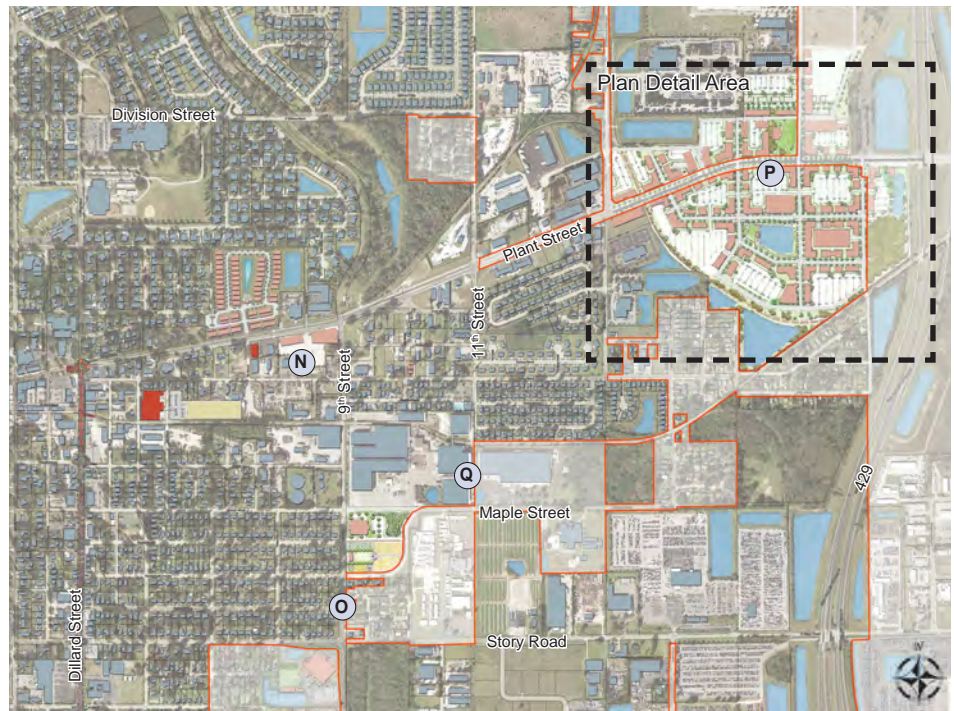 Plan Detail Area
Division Street
P
Plant Street
11th Street
N
9th Street
Q
429
Maple Street
O
Story Road
Dillard Street
N